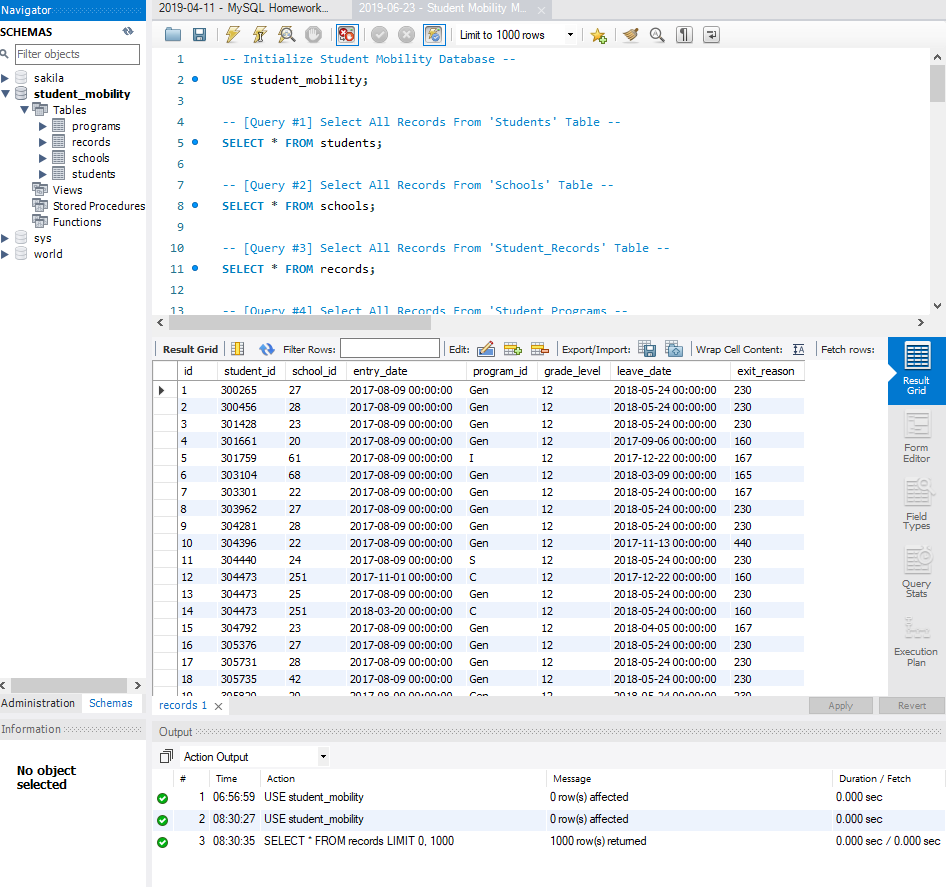 Navigator
2019-04-11 - MySQL Homework...
2019-06-23 - Student Mobility M...
SCHEMAS
Filter objects
sakila
student_mobility
Tables
programs
records
schools
students
Views
Stored Procedures
Functions
sys
world
Administration Schemas
Information
No object
selected
Limit to 1000 rows
1 -- Initialize Student Mobility Database --
2 USE student_mobility;
3
4 -- [Query #1] Select All Records From 'Students' Table --
5 SELECT * FROM students;
6
7 -- [Query #2] Select All Records From 'Schools' Table --
8 SELECT * FROM schools;
9
10 -- [Query #3] Select All Records From 'Student_Records' Table --
11 SELECT * FROM records;
12
13 -- [Query #4] Select All Records From 'Student Programs --
Result Grid Filter Rows: Edit: Export/Import: Wrap Cell Content: Fetch rows:
id student_id school_id entry_date program_id grade_level leave_date exit_reason
1 300265 27 2017-08-09 00:00:00 Gen 12 2018-05-24 00:00:00 230
2 300456 28 2017-08-09 00:00:00 Gen 12 2018-05-24 00:00:00 230
3 301428 23 2017-08-09 00:00:00 Gen 12 2018-05-24 00:00:00 230
4 301661 20 2017-08-09 00:00:00 Gen 12 2017-09-06 00:00:00 160
5 301759 61 2017-08-09 00:00:00 I 12 2017-12-22 00:00:00 167
6 303104 68 2017-08-09 00:00:00 Gen 12 2018-03-09 00:00:00 165
7 303301 22 2017-08-09 00:00:00 Gen 12 2018-05-24 00:00:00 167
8 303962 27 2017-08-09 00:00:00 Gen 12 2018-05-24 00:00:00 230
9 304281 28 2017-08-09 00:00:00 Gen 12 2018-05-24 00:00:00 230
10 304396 22 2017-08-09 00:00:00 Gen 12 2017-11-13 00:00:00 440
11 304440 24 2017-08-09 00:00:00 S 12 2018-05-24 00:00:00 230
12 304473 251 2017-11-01 00:00:00 C 12 2017-12-22 00:00:00 160
13 304473 25 2017-08-09 00:00:00 Gen 12 2018-05-24 00:00:00 230
14 304473 251 2018-03-20 00:00:00 C 12 2018-05-24 00:00:00 160
15 304792 23 2017-08-09 00:00:00 Gen 12 2018-04-05 00:00:00 167
16 305376 27 2017-08-09 00:00:00 Gen 12 2018-05-24 00:00:00 230
17 305731 28 2017-08-09 00:00:00 Gen 12 2018-05-24 00:00:00 230
18 305735 42 2017-08-09 00:00:00 Gen 12 2018-05-24 00:00:00 230
Result
Grid
Form
Editor
Field
Types
Query
Stats
Execution
Plan
records 1
Apply Revert
Output
Action Output
# Time Action Message Duration / Fetch
1 06:56:59 USE student_mobility 0 row(s) affected 0.000 sec
2 08:30:27 USE student_mobility 0 row(s) affected 0.000 sec
3 08:30:35 SELECT * FROM records LIMIT 0, 1000 1000 row(s) returned 0.000 sec / 0.000 sec